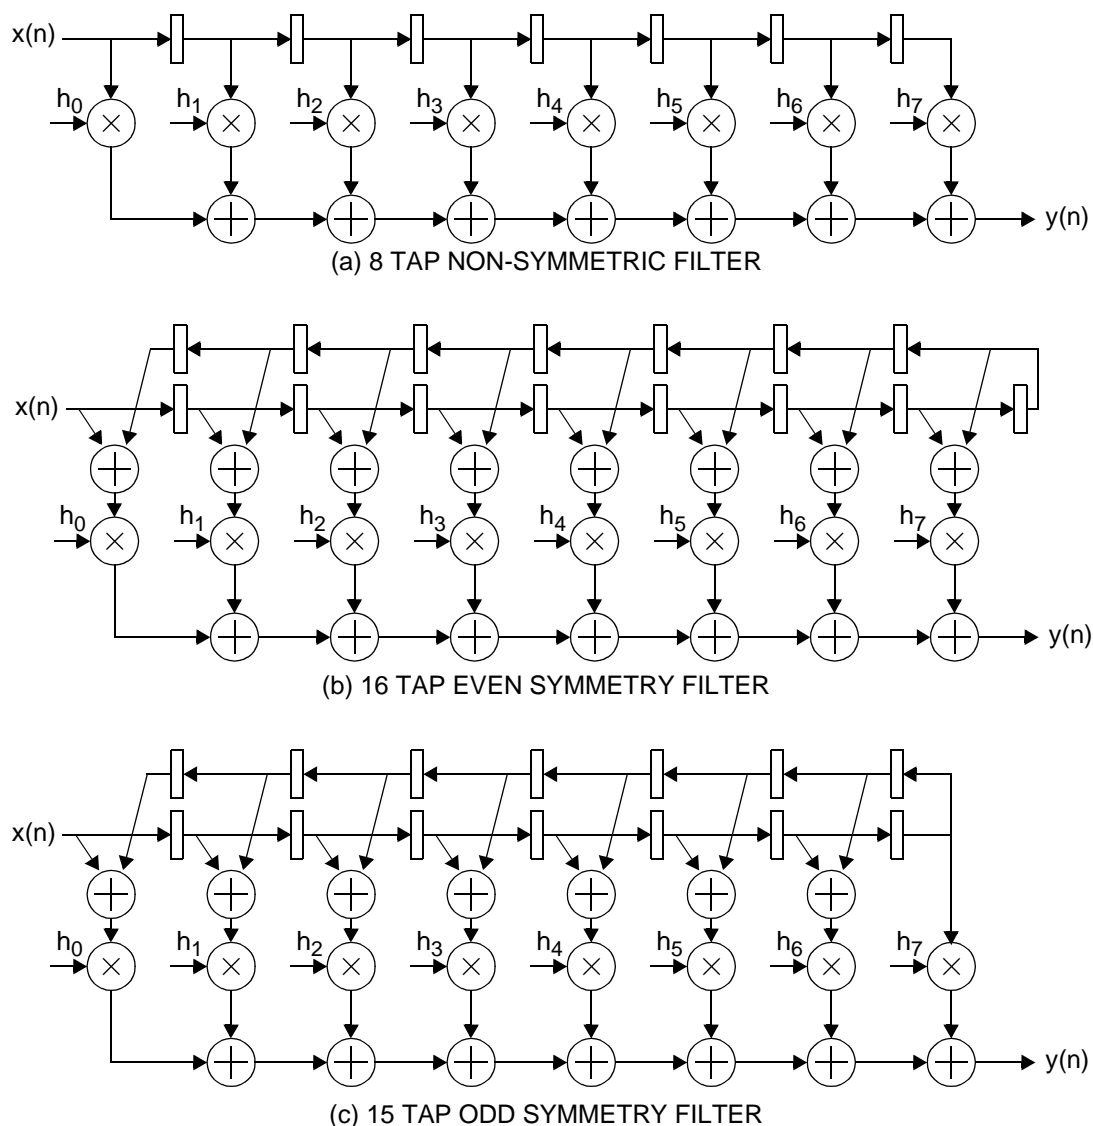 x(n)
h0 h1 h2 h3 h4 h5 h6 h7
y(n)
(a) 8 TAP NON-SYMMETRIC FILTER
x(n)
h0 h1 h2 h3 h4 h5 h6 h7
y(n)
(b) 16 TAP EVEN SYMMETRY FILTER
x(n)
h0 h1 h2 h3 h4 h5 h6 h7
y(n)
(c) 15 TAP ODD SYMMETRY FILTER